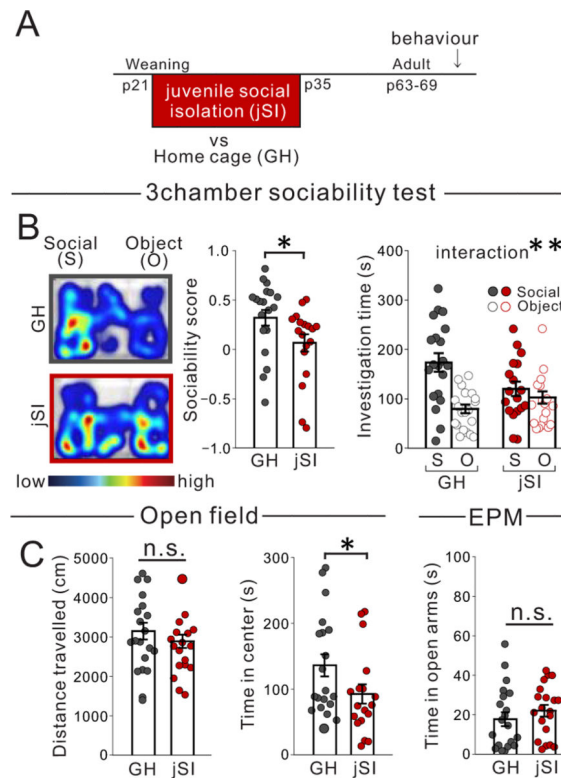 A
behaviour
Weaning
Adult
p21
juvenile social
isolation (jSI)
p35
p63-69
vs
Home cage (GH)
3chamber sociability test
B
Social
(S)
Object
(O)
GH
jSI
low
high
Sociability score
1.0
0.5
0
−0.5
−1.0
*
GH
jSI
Investigation time (s)
400
300
200
100
0
interaction**
Social
Object
S
O
S
O
GH
jSI
Open field
EPM
C
Distance travelled (cm)
5000
4000
3000
2000
1000
0
n.s.
GH
jSI
Time in center (s)
300
200
100
0
*
GH
jSI
Time in open arms (s)
100
80
60
40
20
0
n.s.
GH
jSI